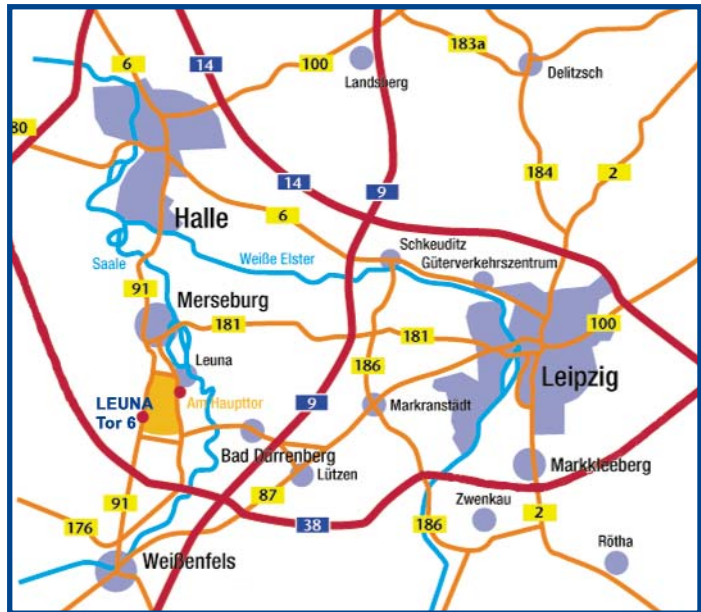 6
14
100
183a
Landsberg
Delitzsch
80
14
9
184
2
6
Halle
Schkeuditz
Güterverkehrszentrum
Saale
Weiße Elster
91
Merseburg
181
181
100
Leuna
186
Leipzig
LEUNA
Tor 6
Am Haupttor
9
Markranstädt
Bad Dürrenberg
Lützen
Markkleeberg
91
87
Zwenkau
2
176
38
186
Rötha
Weißenfels